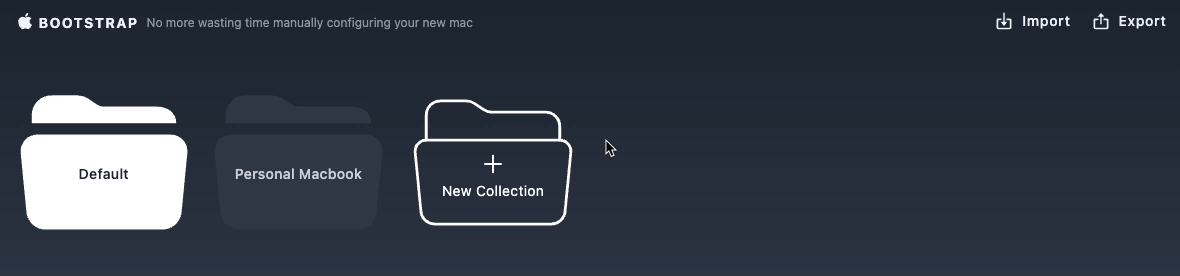 BOOTSTRAP No more wasting time manually configuring your new mac
Import Export
Default
Personal Macbook
New Collection